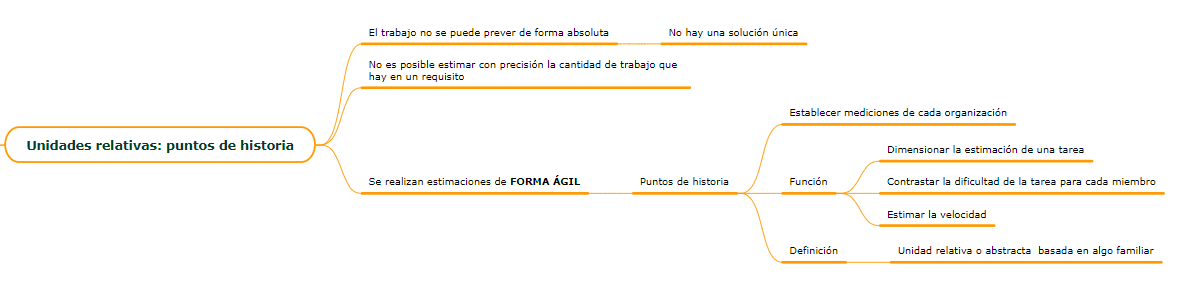 El trabajo no se puede prever de forma absoluta
No hay una solución única
No es posible estimar con precisión la cantidad de trabajo que
hay en un requisito
Establecer mediciones de cada organización
Unidades relativas: puntos de historia
Dimensionar la estimación de una tarea
Se realizan estimaciones de FORMA ÁGIL
Puntos de historia
Función
Contrastar la dificultad de la tarea para cada miembro
Estimar la velocidad
Definición
Unidad relativa o abstracta  basada en algo familiar